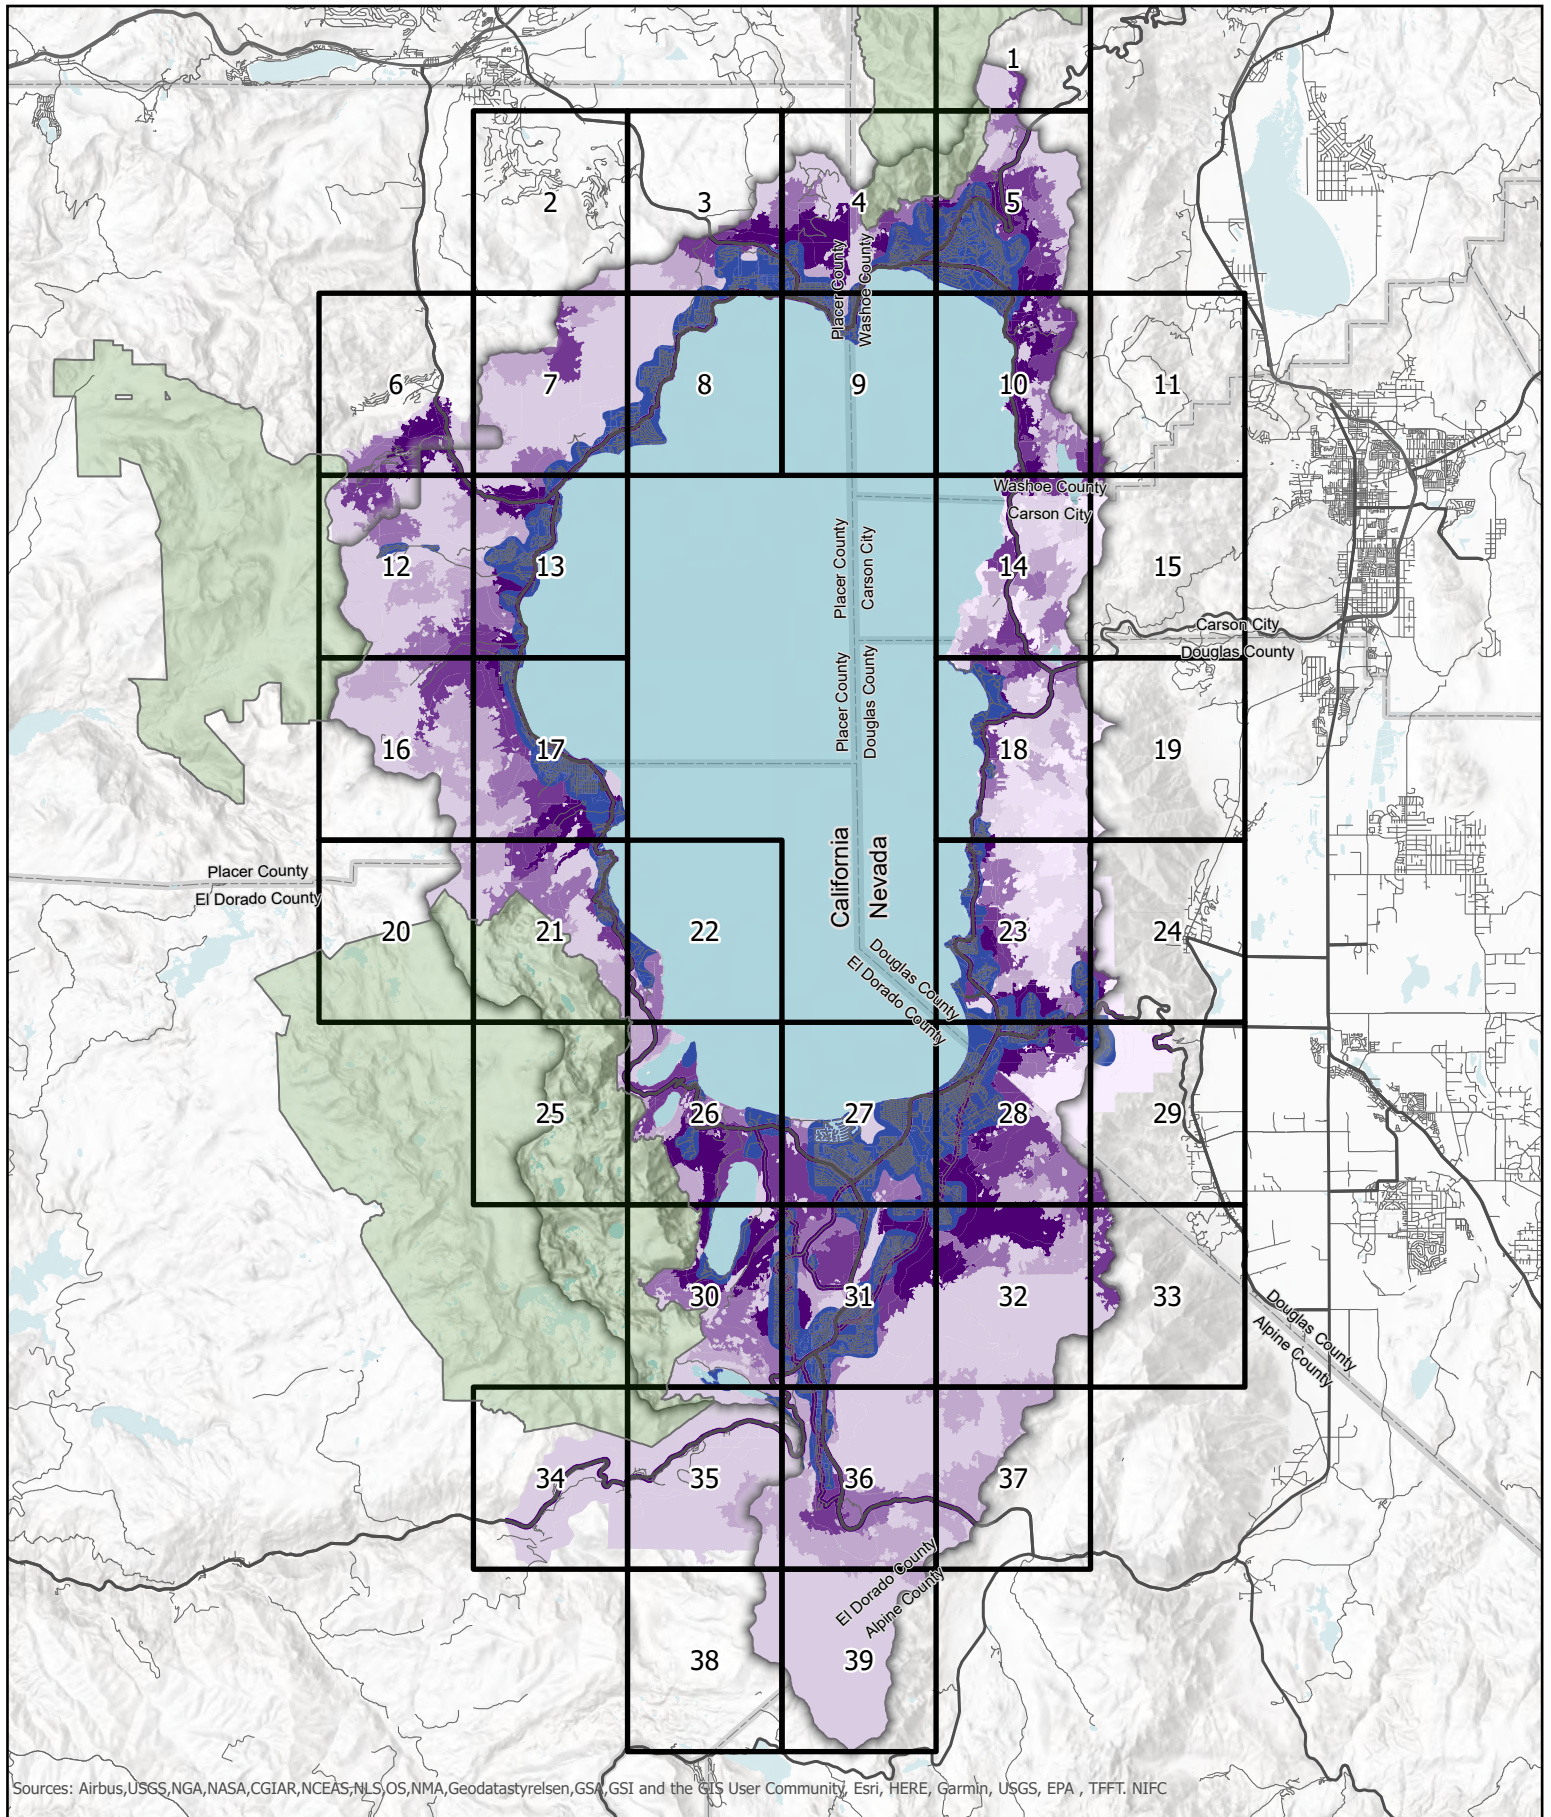 1
2
3
4
5
Placer County
Washoe County
6
7
8
9
10
11
Washoe County
Carson City
12
13
Placer County
Carson City
14
15
Carson City
Douglas County
16
17
Placer County
Douglas County
18
19
Placer County
El Dorado County
20
21
22
California
Nevada
23
24
Douglas County
El Dorado County
25
26
27
28
29
30
31
32
33
Douglas County
Alpine County
34
35
36
37
El Dorado County
Alpine County
38
39
Sources: Airbus,USGS,NGA,NASA,CGIAR,NCEAS,NLS,OS,NMA,Geodatastyrelsen,GSA,GSI and the GIS User Community, Esri, HERE, Garmin, USGS, EPA , TFFT. NIFC